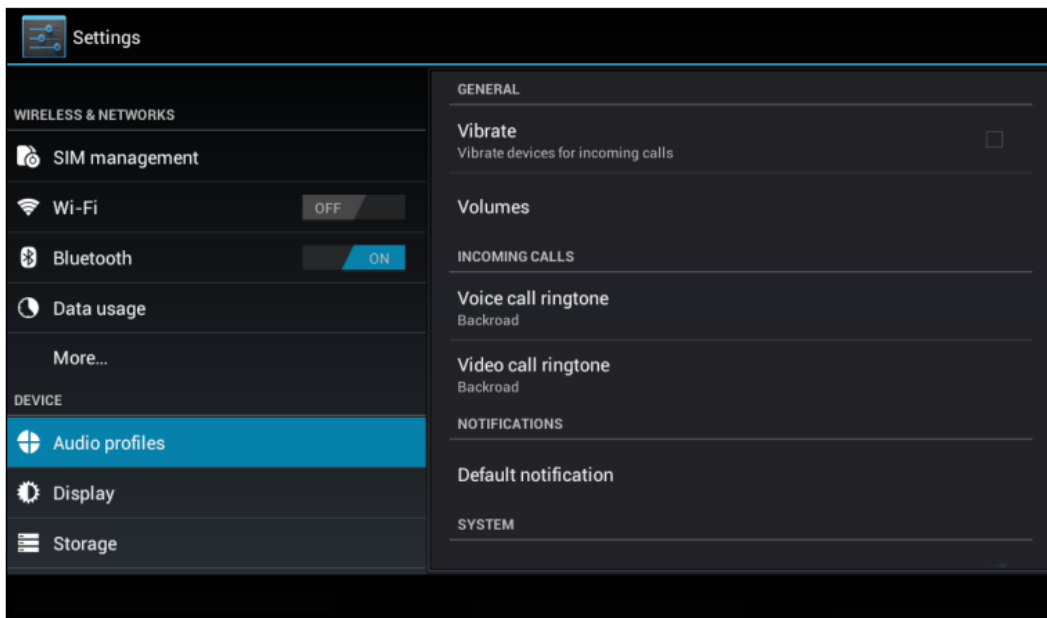 Settings
WIRELESS & NETWORKS
SIM management
Wi-Fi
OFF
Bluetooth
ON
Data usage
More...
DEVICE
Audio profiles
Display
Storage
GENERAL
Vibrate
Vibrate devices for incoming calls
Volumes
INCOMING CALLS
Voice call ringtone
Backroad
Video call ringtone
Backroad
NOTIFICATIONS
Default notification
SYSTEM